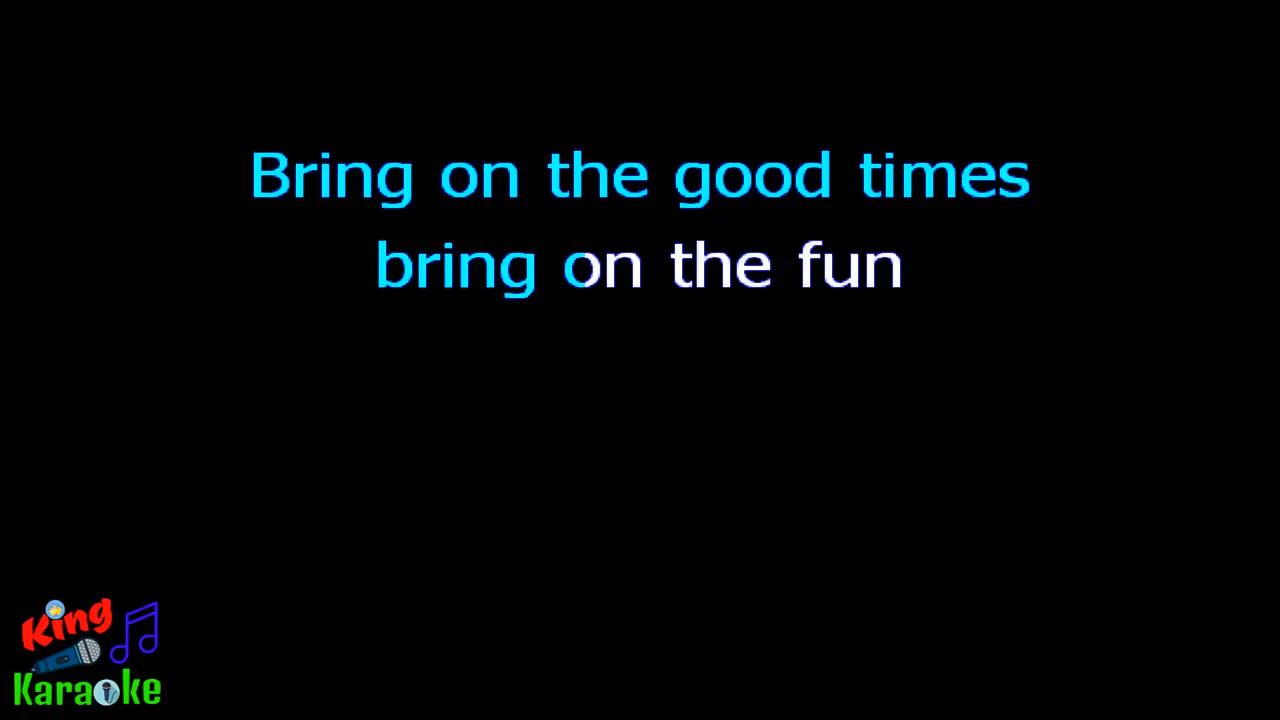 Bring on the good times
bring on the fun
King
Karaoke